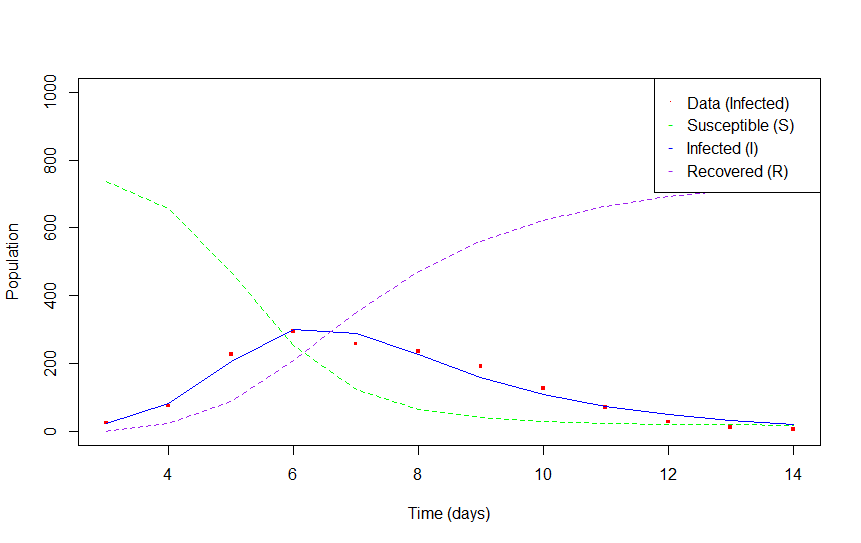 1000
800
600
400
200
0
Population
4
6
8
10
12
14
Time (days)
Data (Infected)
Susceptible (S)
Infected (I)
Recovered (R)